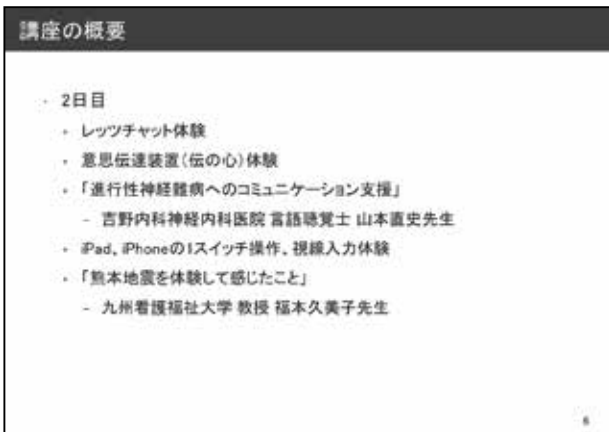 講座の概要
・ 2日目
・ レッツチャット体験
・ 意思伝達装置(伝の心)体験
・ 「進行性神経難病へのコミュニケーション支援」
－ 吉野内科神経内科医院 言語聴覚士 山本直史先生
・ iPad、iPhoneの1スイッチ操作、視線入力体験
・ 「熊本地震を体験して感じたこと」
－ 九州看護福祉大学 教授 福本久美子先生
6